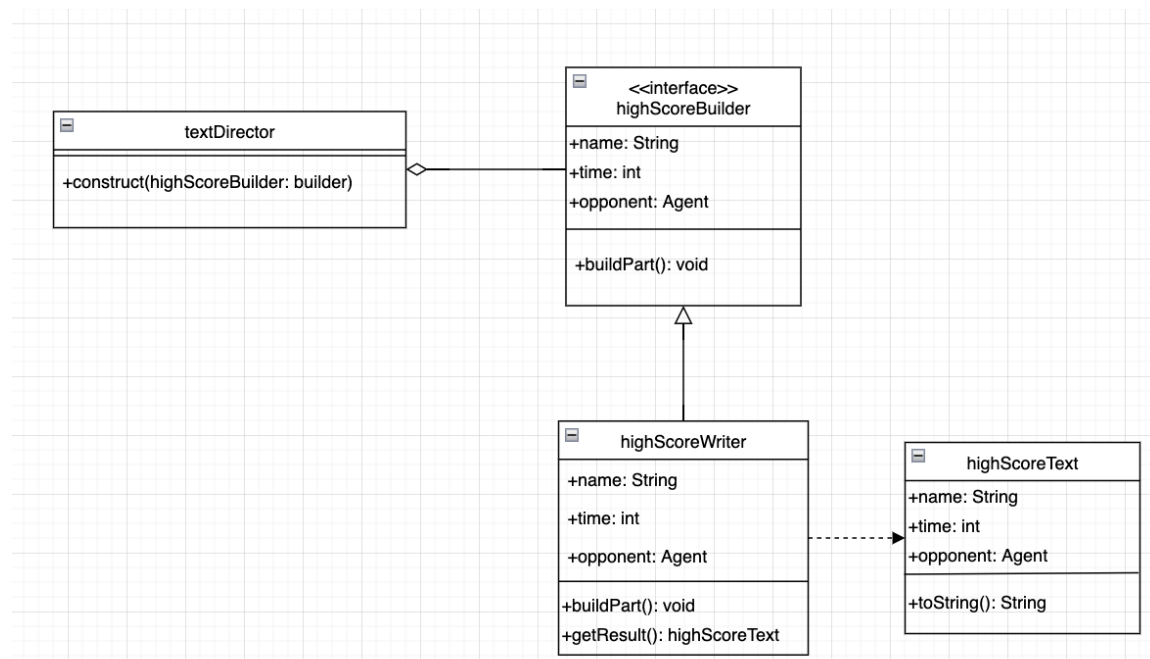 textDirector
+construct(highScoreBuilder: builder)
<<interface>>
highScoreBuilder
+name: String
+time: int
+opponent: Agent
+buildPart(): void
highScoreWriter
+name: String
+time: int
+opponent: Agent
+buildPart(): void
+getResult(): highScoreText
highScoreText
+name: String
+time: int
+opponent: Agent
+toString(): String